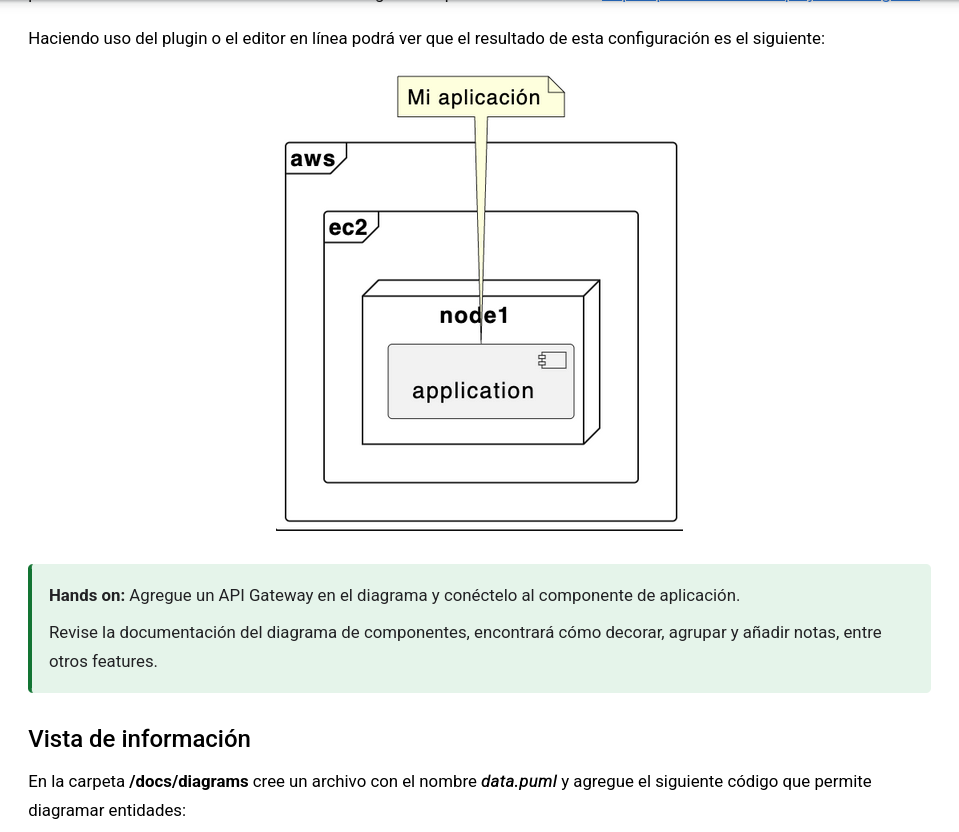 Haciendo uso del plugin o el editor en línea podrá ver que el resultado de esta configuración es el siguiente:
Mi aplicación
aws
ec2
node1
application
Hands on: Agregue un API Gateway en el diagrama y conéctelo al componente de aplicación.
Revise la documentación del diagrama de componentes, encontrará cómo decorar, agrupar y añadir notas, entre
otros features.
Vista de información
En la carpeta /docs/diagrams cree un archivo con el nombre data.puml y agregue el siguiente código que permite
diagramar entidades: